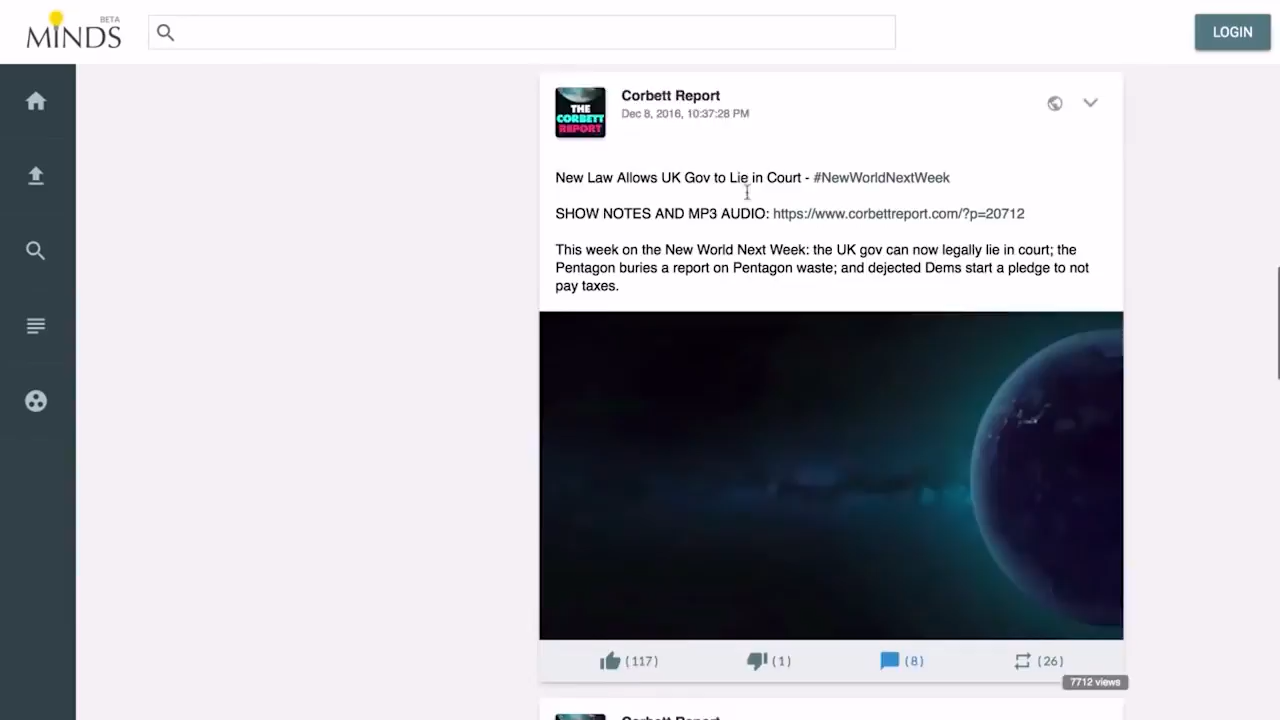 BETA
MINDS
LOGIN
THE
CORBETT
REPORT
Corbett Report
Dec 8, 2016, 10:37:28 PM
New Law Allows UK Gov to Lie in Court - #NewWorldNextWeek
SHOW NOTES AND MP3 AUDIO: https://www.corbettreport.com/?p=20712
This week on the New World Next Week: the UK gov can now legally lie in court; the
Pentagon buries a report on Pentagon waste; and dejected Dems start a pledge to not
pay taxes.
(117)
(1)
(8)
(26)
7712 views
Corbett Report